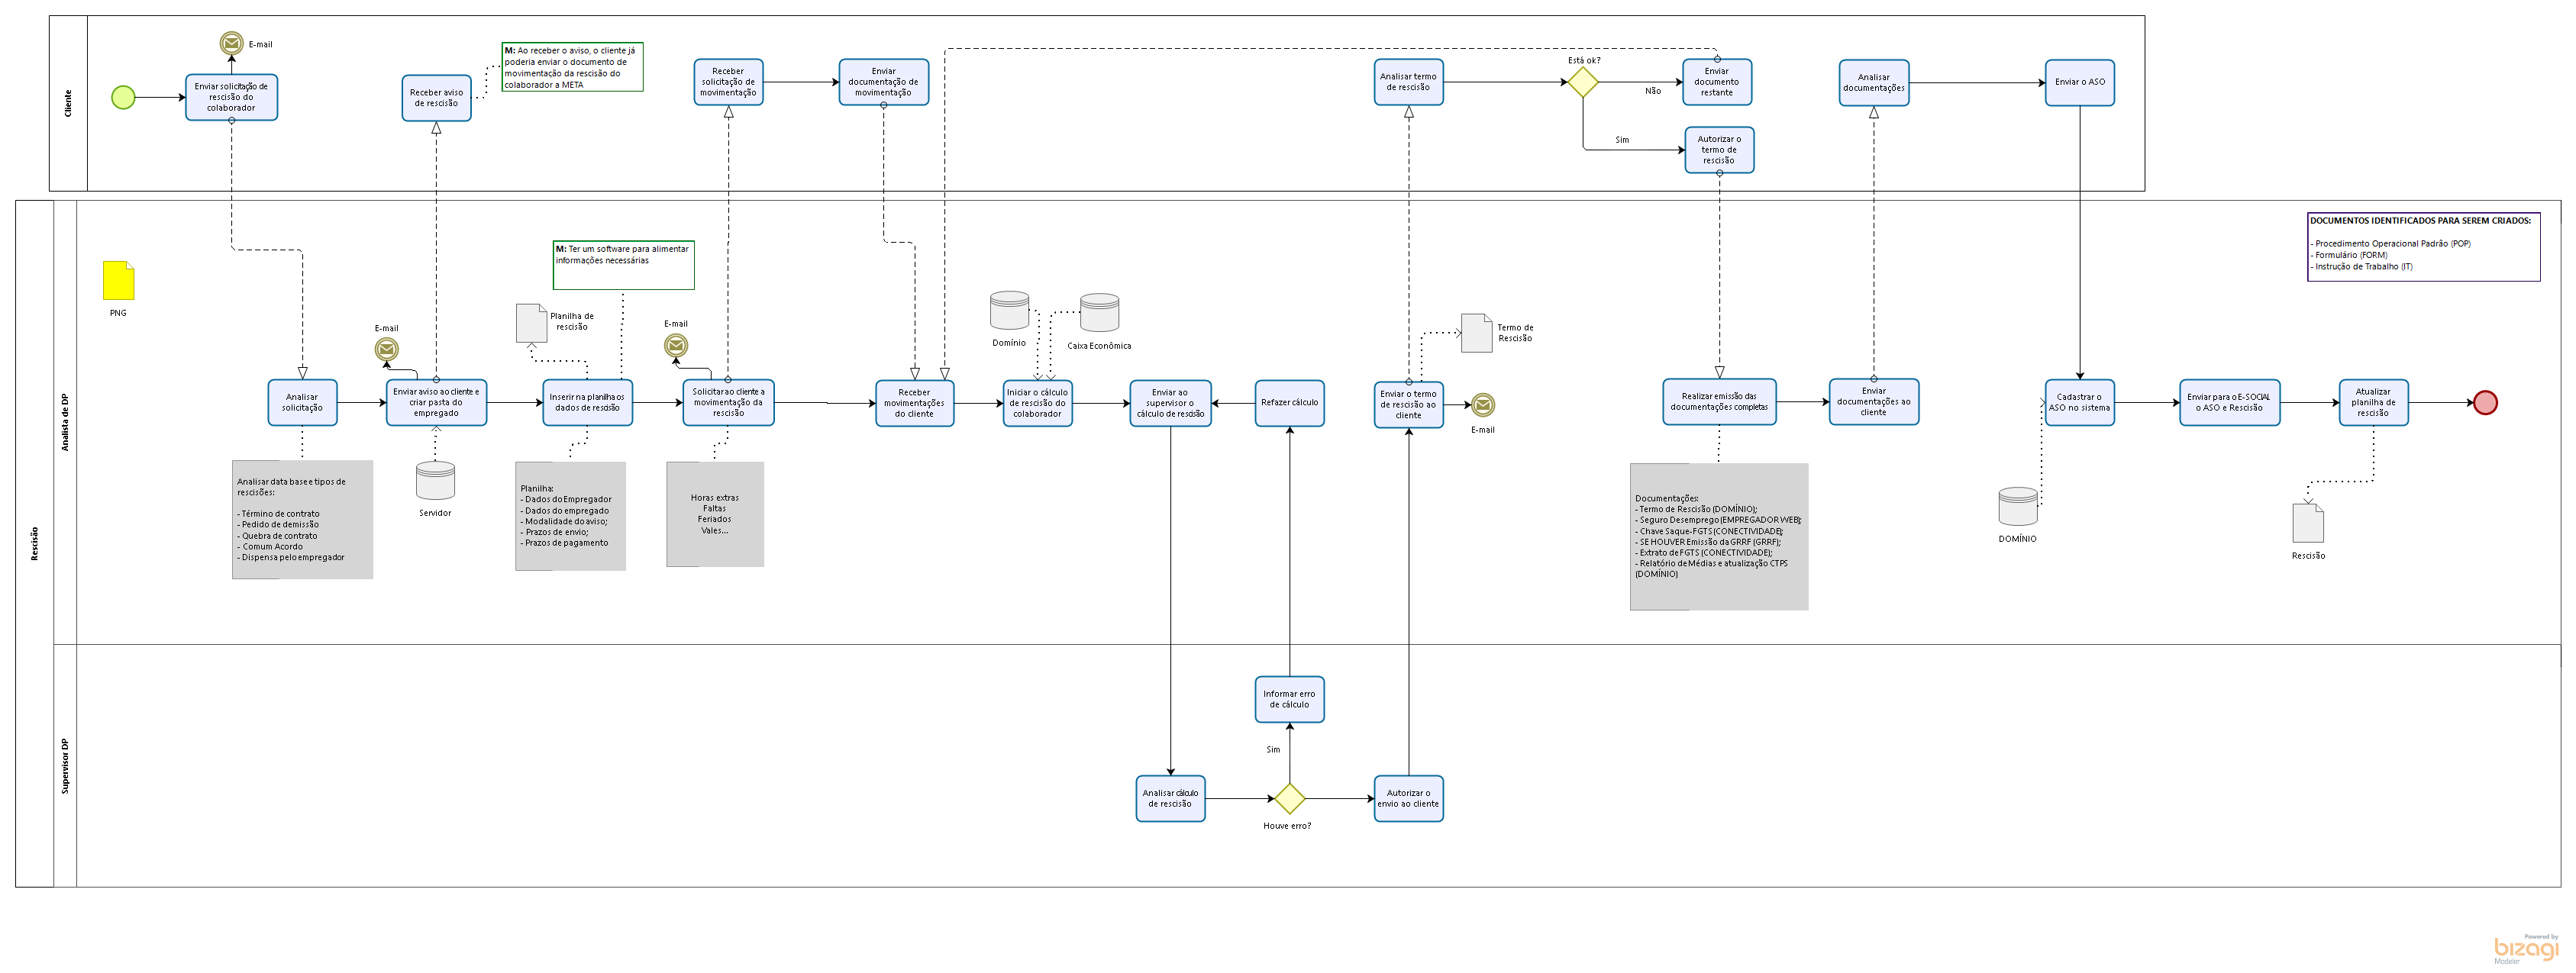 Cliente
E-mail
Enviar solicitação de
rescisão do
colaborador
Receber aviso
de rescisão
M: Ao receber o aviso, o cliente já
poderia enviar o documento de
movimentação da rescisão do
colaborador a META
Receber
solicitação de
movimentação
Enviar
documentação de
movimentação
Analisar termo
de rescisão
Está ok?
Não
Sim
Enviar
documento
restante
Autorizar o
termo de
rescisão
Analisar
documentações
Enviar o ASO
Rescisão
Analista de DP
PNG
DOCUMENTOS IDENTIFICADOS PARA SEREM CRIADOS:
- Procedimento Operacional Padrão (POP)
- Formulário (FORM)
- Instrução de Trabalho (IT)
M: Ter um software para alimentar
informações necessárias
E-mail
Planilha de
rescisão
E-mail
Domínio
Caixa Econômica
Termo de
Rescisão
Analisar
solicitação
Enviar aviso ao cliente e
criar pasta do
empregado
Inserir na planilha os
dados de rescisão
Solicitar ao cliente a
movimentação da
rescisão
Receber
movimentações
do cliente
Iniciar o cálculo
de rescisão do
colaborador
Enviar ao
supervisor o
cálculo de rescisão
Refazer cálculo
Enviar o termo
de rescisão ao
cliente
E-mail
Realizar emissão das
documentações completas
Enviar
documentações ao
cliente
Cadastrar o
ASO no sistema
Enviar para o E-SOCIAL
o ASO e Rescisão
Atualizar
planilha de
rescisão
Analisar data base e tipos de
rescisões:
- Término de contrato
- Pedido de demissão
- Quebra de contrato
- Comum Acordo
- Dispensa pelo empregador
Servidor
Planilha:
- Dados do Empregador
- Dados do empregado
- Modalidade do aviso;
- Prazos de envio;
- Prazos de pagamento
Horas extras
Faltas
Feriados
Vales...
Documentações:
- Termo de Rescisão (DOMÍNIO);
- Seguro Desemprego (EMPREGADOR WEB);
- Chave Saque-FGTS (CONECTIVIDADE);
- SE HOUVER Emissão da GRRF (GRRF);
- Extrato de FGTS (CONECTIVIDADE);
- Relatório de Médias e atualização CTPS
(DOMÍNIO)
DOMÍNIO
Rescisão
Supervisor DP
Informar erro
de cálculo
Sim
Analisar cálculo
de rescisão
Houve erro?
Autorizar o
envio ao cliente
Powered by
bizagi
Modeler